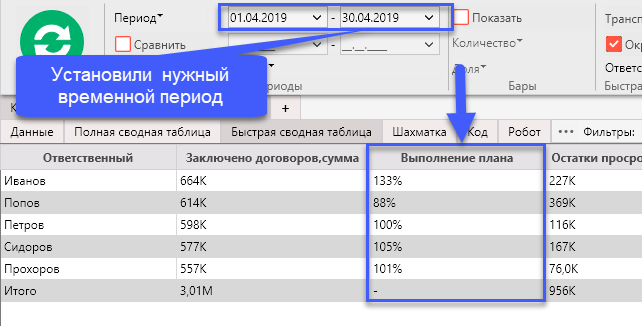 Период 01.04.2019 - 30.04.2019 Показать Трансп
Сравнить __.__.____ - __.__.____ Количество Окр
Установили нужный
временной период
Доля Ответс
иоды Бары Быстра
К +
Данные Полная сводная таблица Быстрая сводная таблица Шахматка Код Робот ••• Фильтры:
Ответственный Заключено договоров,сумма Выполнение плана Остатки просро
Иванов 664K 133% 227K
Попов 614K 88% 369K
Петров 598K 100% 116K
Сидоров 577K 105% 167K
Прохоров 557K 101% 76,0K
Итого 3,01M - 956K